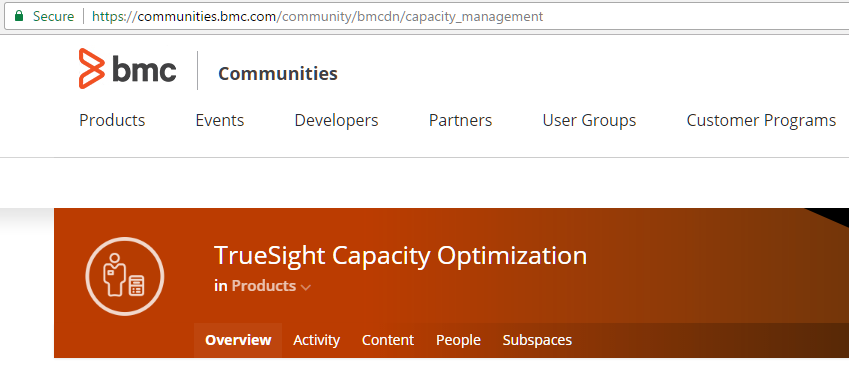 Secure https://communities.bmc.com/community/bmcdn/capacity_management
bmc Communities
Products Events Developers Partners User Groups Customer Programs
TrueSight Capacity Optimization
in Products
Overview Activity Content People Subspaces